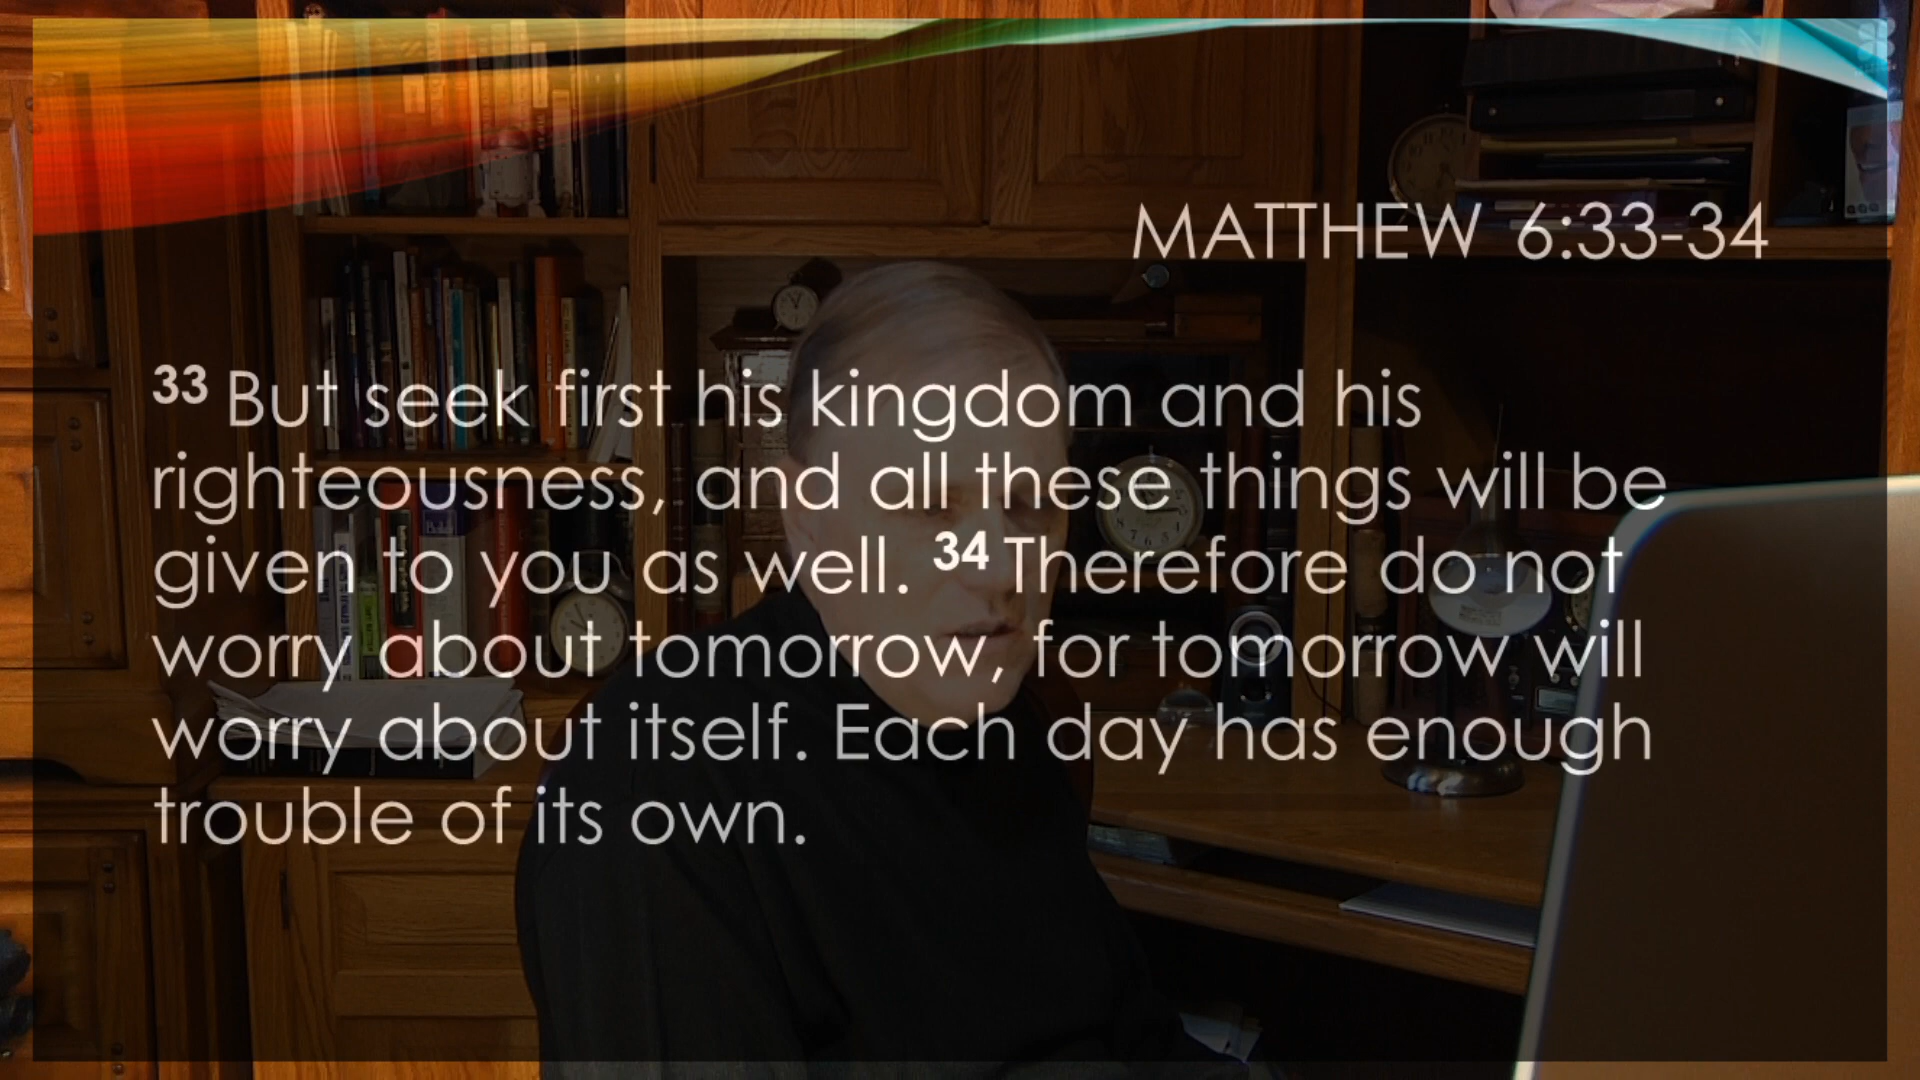 MATTHEW 6:33-34
33 But seek first his kingdom and his
righteousness, and all these things will be
given to you as well. 34 Therefore do not
worry about tomorrow, for tomorrow will
worry about itself. Each day has enough
trouble of its own.